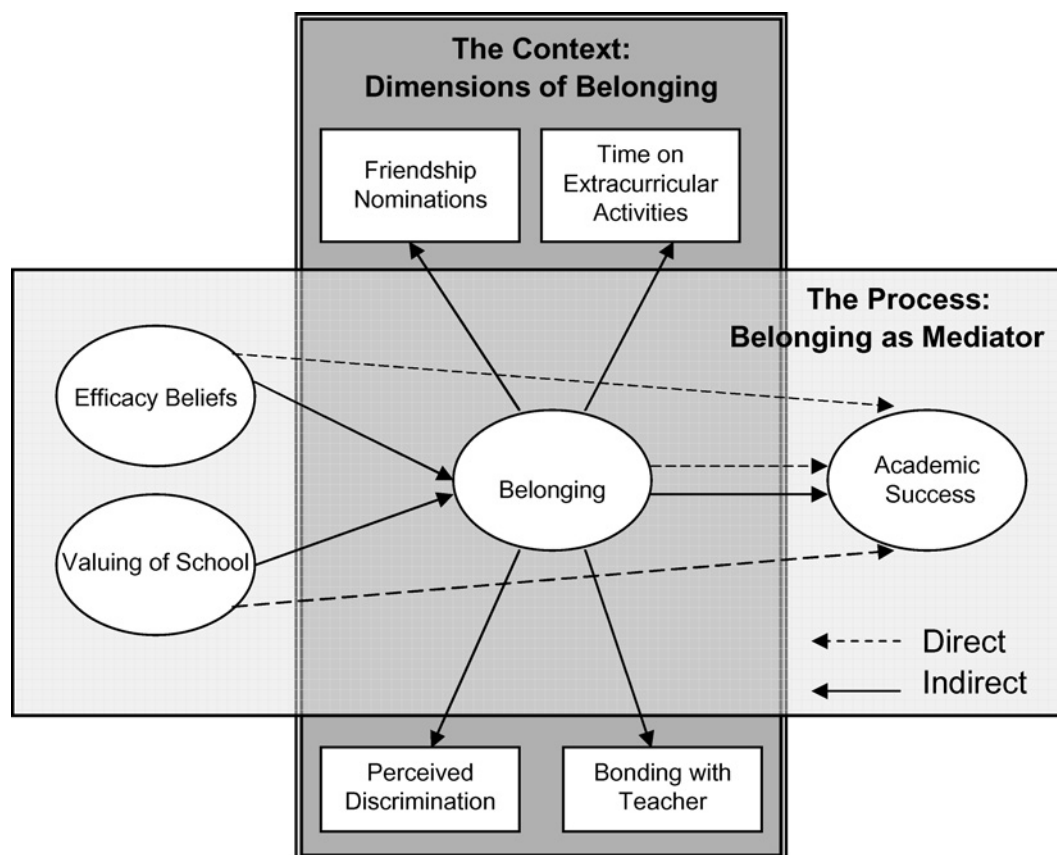 The Context:
Dimensions of Belonging
Friendship
Nominations
Time on
Extracurricular
Activities
The Process:
Belonging as Mediator
Efficacy Beliefs
Belonging
Academic
Success
Valuing of School
Direct
Indirect
Perceived
Discrimination
Bonding with
Teacher